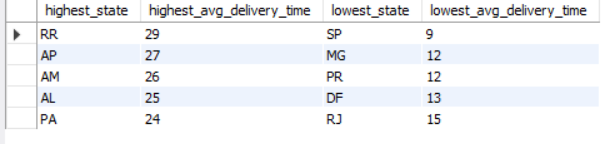 highest_state highest_avg_delivery_time lowest_state lowest_avg_delivery_time
RR 29 SP 9
AP 27 MG 12
AM 26 PR 12
AL 25 DF 13
PA 24 RJ 15